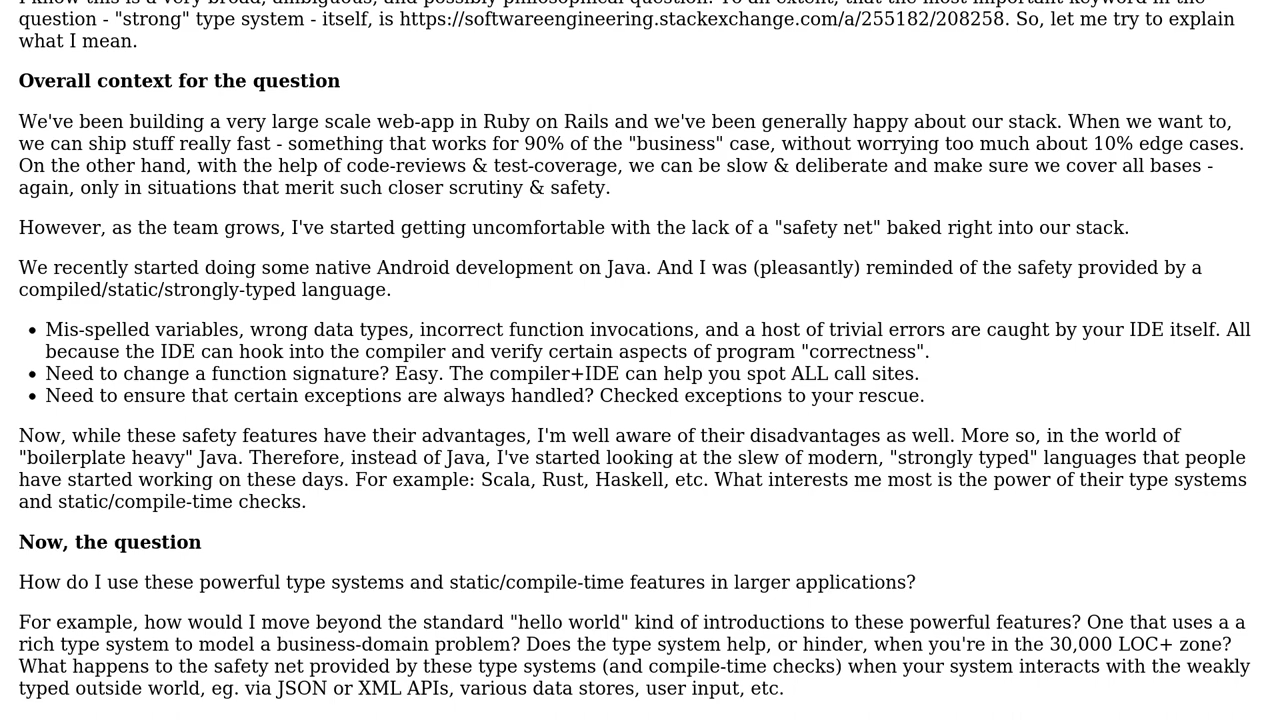 I know this is a very broad, ambiguous, and possibly philosophical question. To an extent, that the most important keyword in the
question - "strong" type system - itself, is https://softwareengineering.stackexchange.com/a/255182/208258. So, let me try to explain
what I mean.
Overall context for the question
We've been building a very large scale web-app in Ruby on Rails and we've been generally happy about our stack. When we want to,
we can ship stuff really fast - something that works for 90% of the "business" case, without worrying too much about 10% edge cases.
On the other hand, with the help of code-reviews & test-coverage, we can be slow & deliberate and make sure we cover all bases -
again, only in situations that merit such closer scrutiny & safety.
However, as the team grows, I've started getting uncomfortable with the lack of a "safety net" baked right into our stack.
We recently started doing some native Android development on Java. And I was (pleasantly) reminded of the safety provided by a
compiled/static/strongly-typed language.
• Mis-spelled variables, wrong data types, incorrect function invocations, and a host of trivial errors are caught by your IDE itself. All
because the IDE can hook into the compiler and verify certain aspects of program "correctness".
• Need to change a function signature? Easy. The compiler+IDE can help you spot ALL call sites.
• Need to ensure that certain exceptions are always handled? Checked exceptions to your rescue.
Now, while these safety features have their advantages, I'm well aware of their disadvantages as well. More so, in the world of
"boilerplate heavy" Java. Therefore, instead of Java, I've started looking at the slew of modern, "strongly typed" languages that people
have started working on these days. For example: Scala, Rust, Haskell, etc. What interests me most is the power of their type systems
and static/compile-time checks.
Now, the question
How do I use these powerful type systems and static/compile-time features in larger applications?
For example, how would I move beyond the standard "hello world" kind of introductions to these powerful features? One that uses a a
rich type system to model a business-domain problem? Does the type system help, or hinder, when you're in the 30,000 LOC+ zone?
What happens to the safety net provided by these type systems (and compile-time checks) when your system interacts with the weakly
typed outside world, eg. via JSON or XML APIs, various data stores, user input, etc.